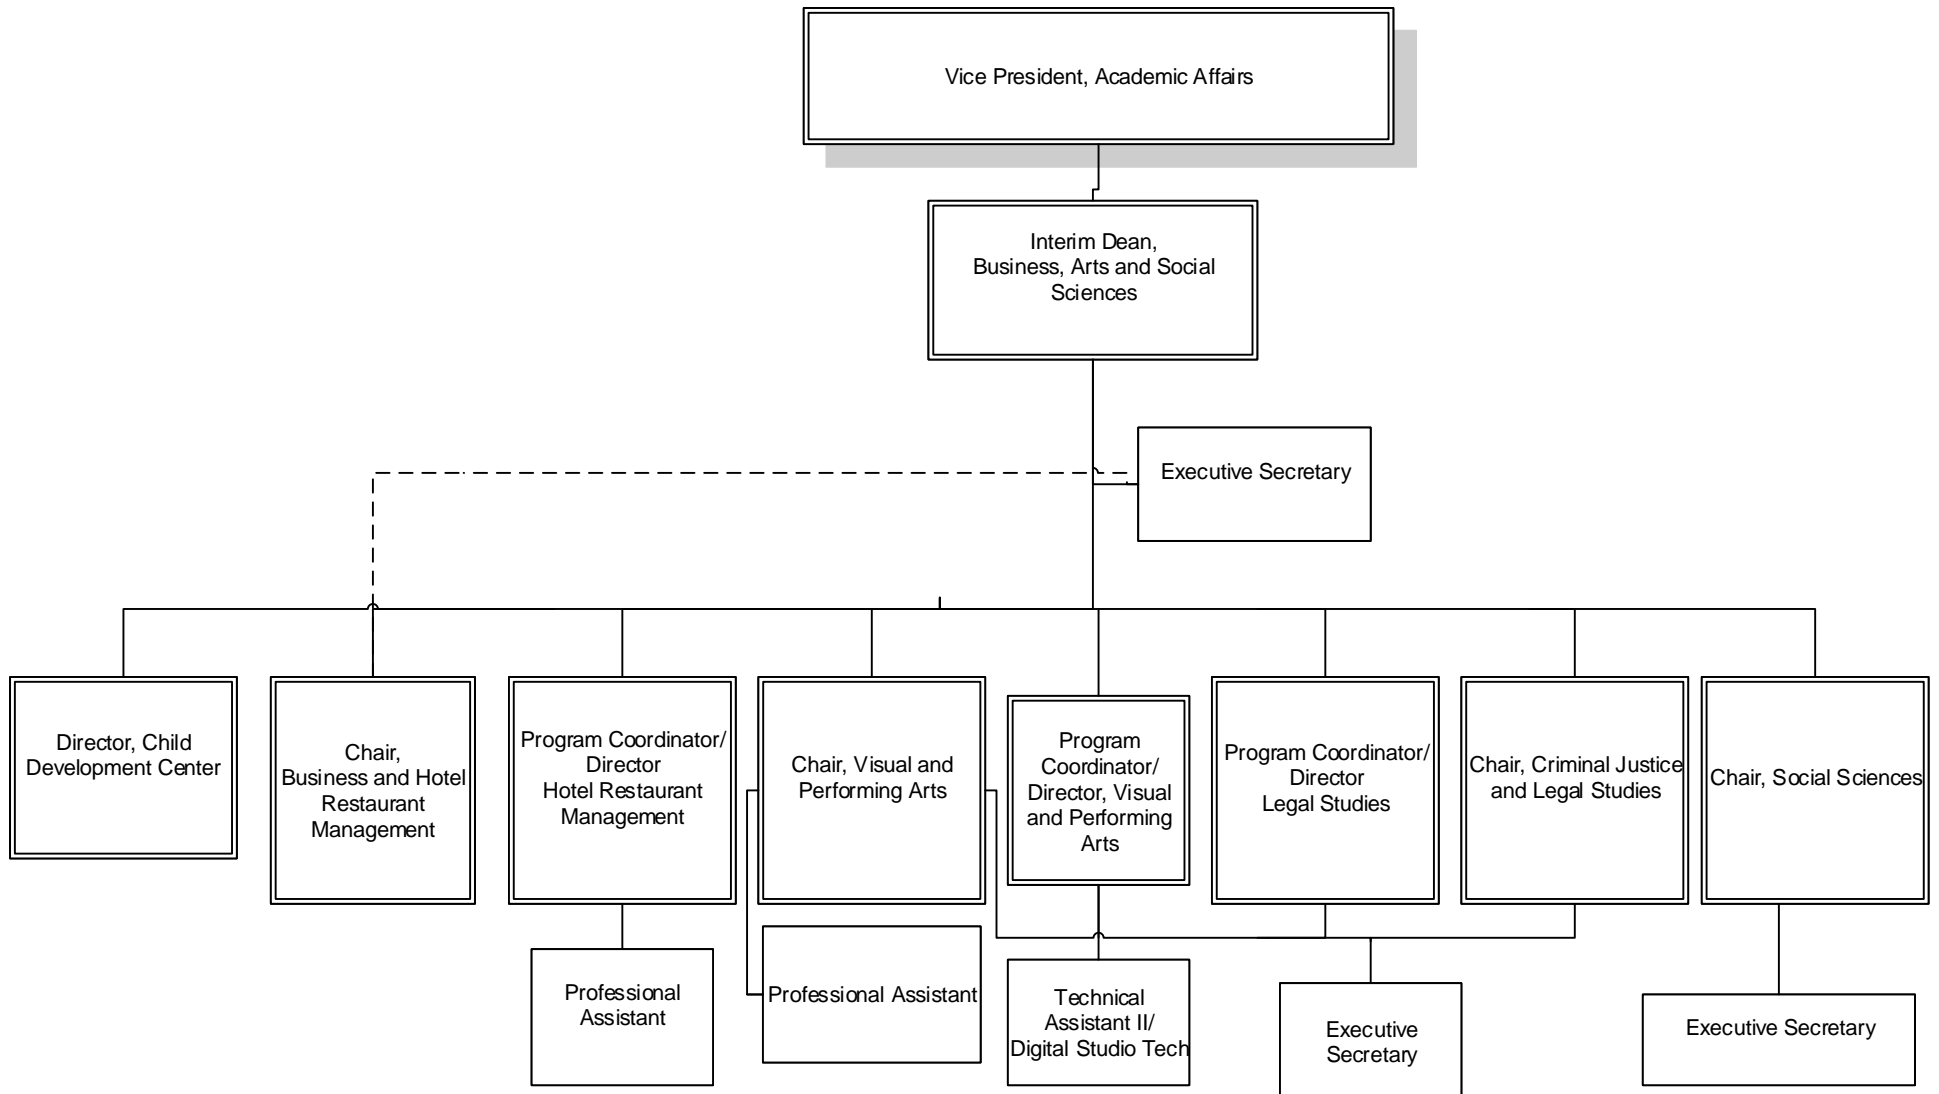 Vice President, Academic Affairs
Interim Dean,
Business, Arts and Social
Sciences
Executive Secretary
Director, Child
Development Center
Chair,
Business and Hotel
Restaurant
Management
Program Coordinator/
Director
Hotel Restaurant
Management
Chair, Visual and
Performing Arts
Program
Coordinator/
Director, Visual
and Performing
Arts
Program Coordinator/
Director
Legal Studies
Chair, Criminal Justice
and Legal Studies
Chair, Social Sciences
Professional
Assistant
Professional Assistant
Technical
Assistant II/
Digital Studio Tech
Executive
Secretary
Executive Secretary